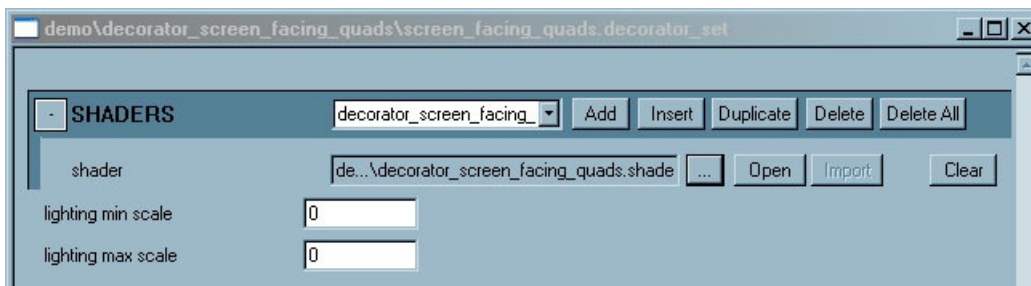 demo\decorator_screen_facing_quads\screen_facing_quads.decorator_set
- SHADERS decorator_screen_facing_ Add Insert Duplicate Delete Delete All
shader de...\decorator_screen_facing_quads.shade ... Open Import Clear
lighting min scale 0
lighting max scale 0